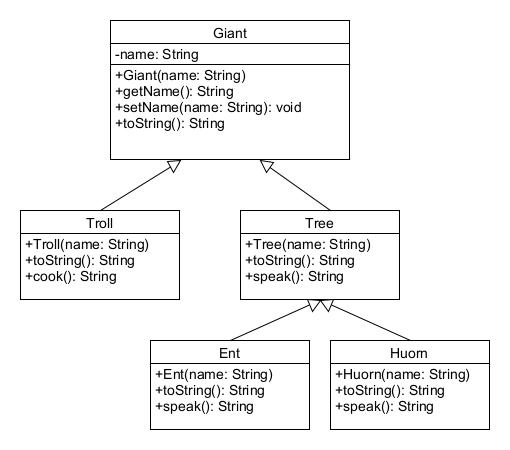 Giant
-name: String
+Giant(name: String)
+getName(): String
+setName(name: String): void
+toString(): String
Troll
+Troll(name: String)
+toString(): String
+cook(): String
Tree
+Tree(name: String)
+toString(): String
+speak(): String
Ent
+Ent(name: String)
+toString(): String
+speak(): String
Huorn
+Huorn(name: String)
+toString(): String
+speak(): String